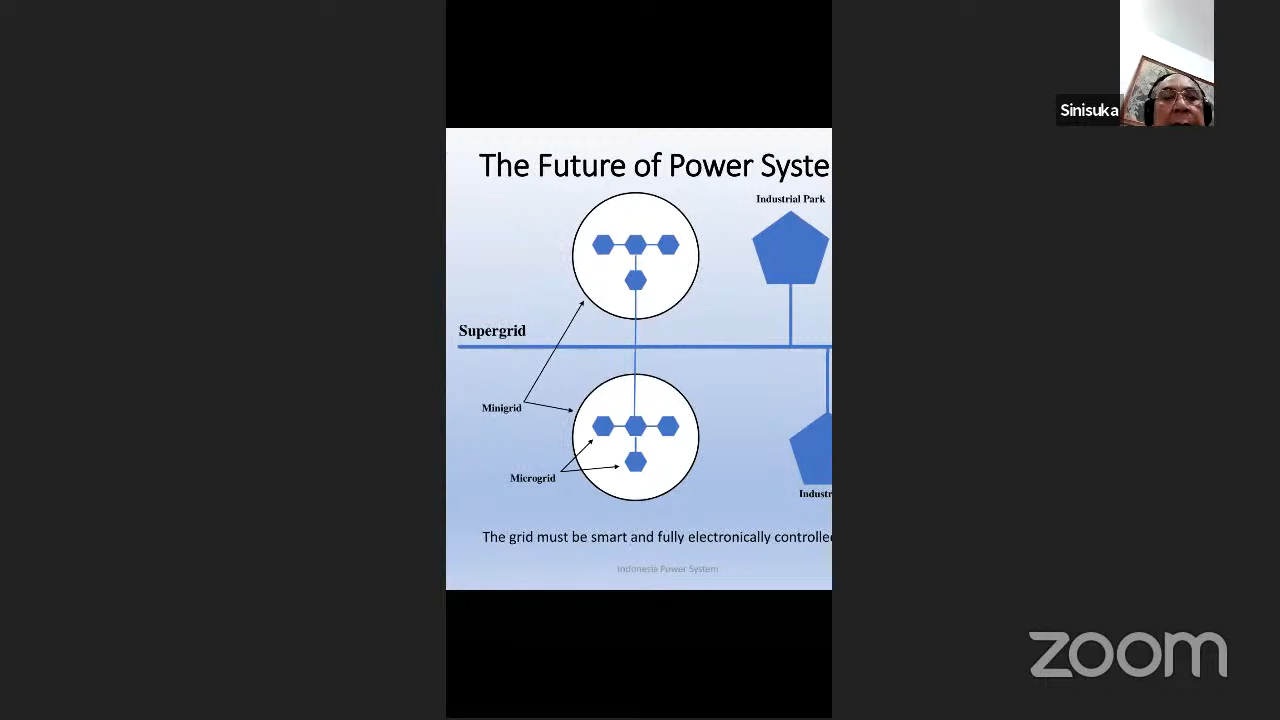 Sinisuka
The Future of Power Syste
Industrial Park
Supergrid
Minigrid
Microgrid
Industr
The grid must be smart and fully electronically controlled
Indonesia Power System
zoom